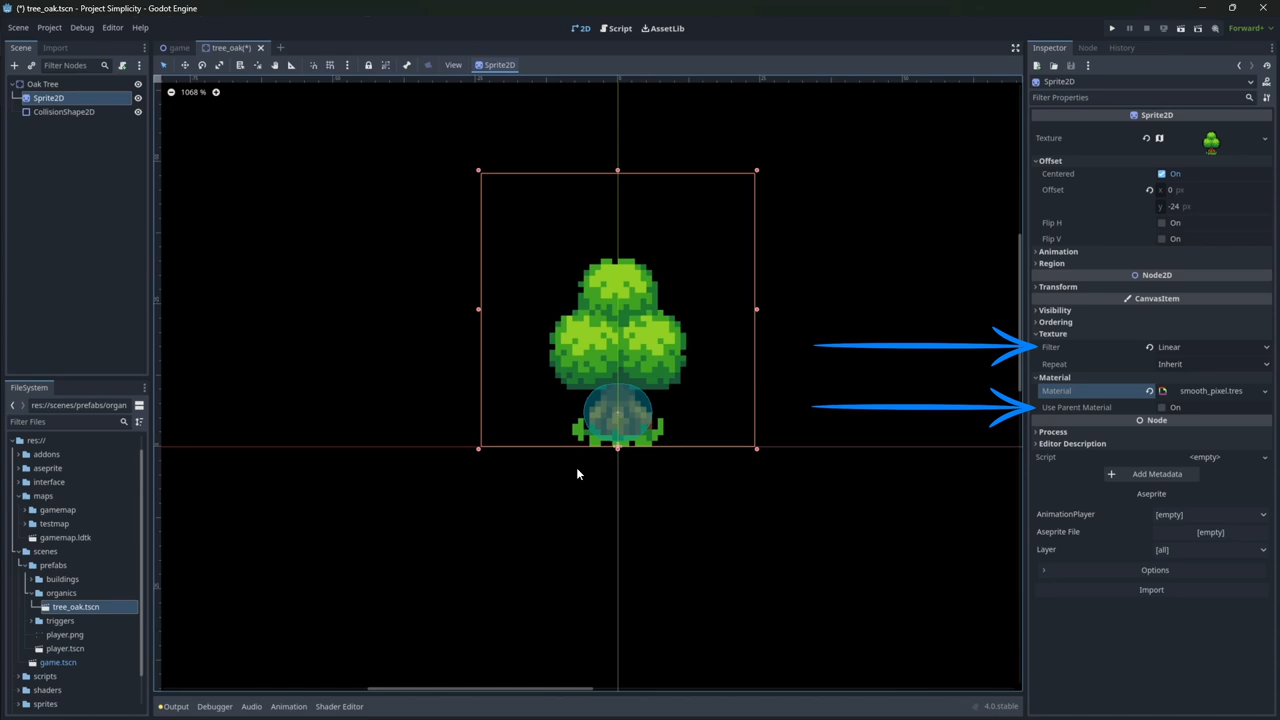 (*) tree_oak.tscn - Project Simplicity - Godot Engine
Scene Project Debug Editor Help
2D Script AssetLib
Forward+
Scene Import
game tree_oak(*)
Inspector Node History
Filter Nodes
View Sprite2D
Oak Tree
Sprite2D
CollisionShape2D
1068 %
Sprite2D
Filter Properties
Sprite2D
Texture
Offset
Centered On
Offset x 0 px
y -24 px
Flip H On
Flip V On
Animation
Region
Node2D
Transform
CanvasItem
Visibility
Ordering
Texture
Filter Linear
Repeat Inherit
Material
Material smooth_pixel.tres
Use Parent Material On
Node
Process
Editor Description
Script <empty>
Add Metadata
Aseprite
AnimationPlayer [empty]
Aseprite File [empty]
Layer [all]
Options
Import
FileSystem
res://scenes/prefabs/organ
Filter Files
res://
addons
aseprite
interface
maps
gamemap
testmap
gamemap.ldtk
scenes
prefabs
buildings
organics
tree_oak.tscn
triggers
player.png
player.tscn
game.tscn
scripts
shaders
sprites
Output Debugger Audio Animation Shader Editor
4.0.stable